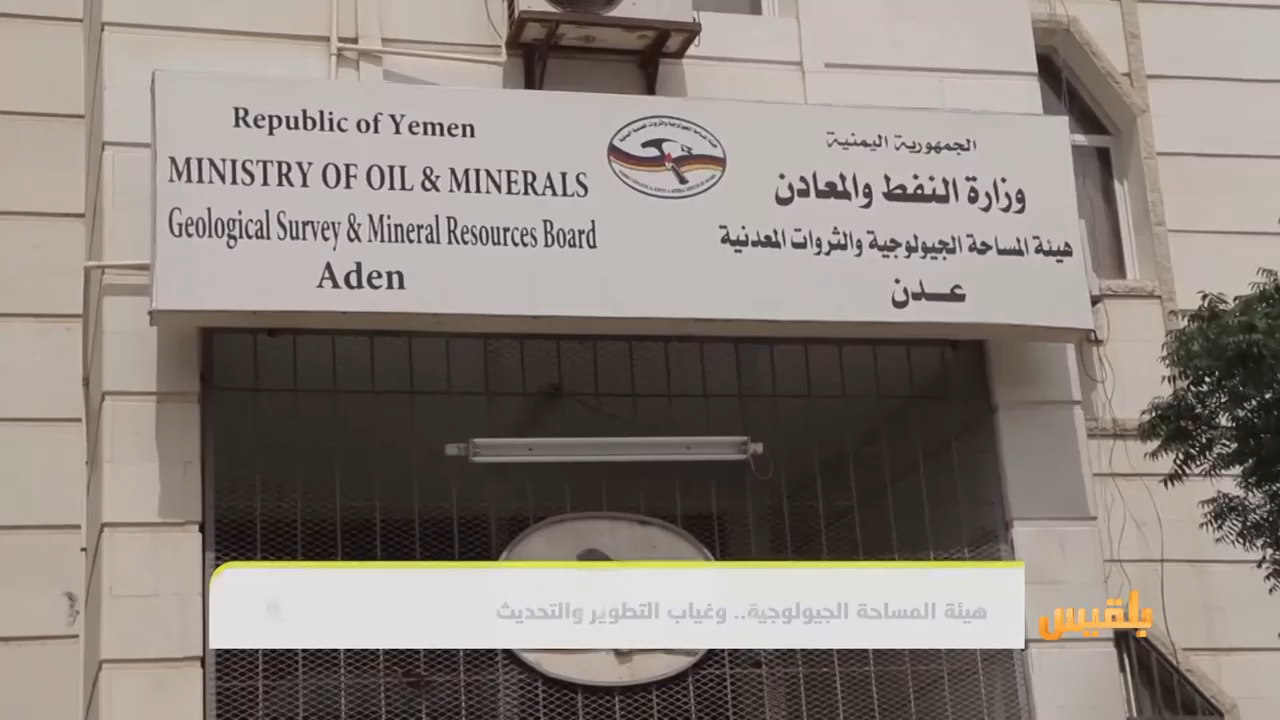 Republic of Yemen
MINISTRY OF OIL & MINERALS
Geological Survey & Mineral Resources Board
Aden
الجمهورية اليمنية
وزارة النفط والمعادن
هيئة المساحة الجيولوجية والثروات المعدنية
عـدن
هيئة المساحة الجيولوجية.. وغياب التطوير والتحديث
بلقيس